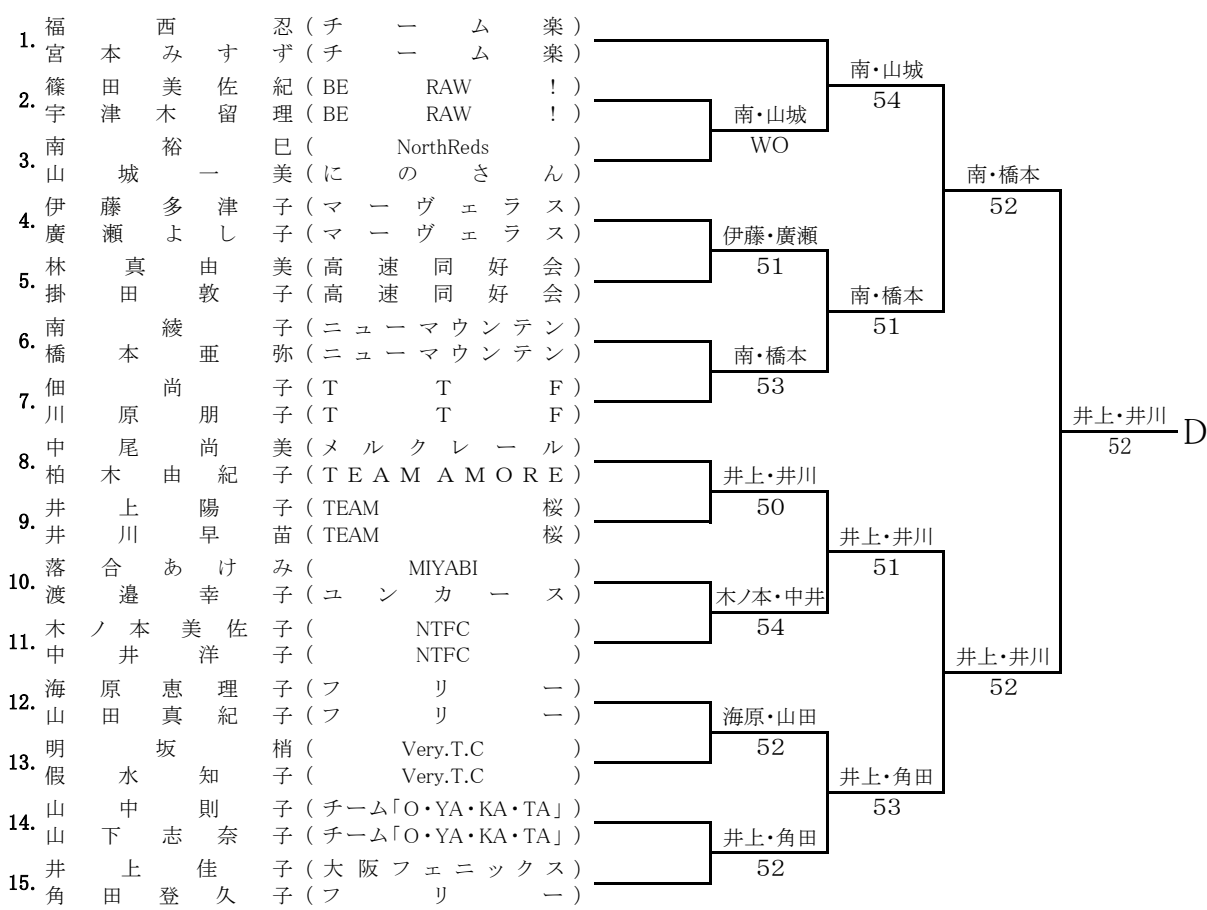 1. 福西忍(チーム楽)
宮本みすず(チーム楽)
2. 篠田美佐紀(BE RAW !)
宇津木留理(BE RAW !)
3. 南裕巳(NorthReds)
山城一美(にのさん)
4. 伊藤多津子(マーヴェラス)
廣瀬よし子(マーヴェラス)
5. 林真由美(高速同好会)
掛田敦子(高速同好会)
6. 南綾子(ニューマウンテン)
橋本亜弥(ニューマウンテン)
7. 佃尚子(TTF)
川原朋子(TTF)
8. 中尾尚美(メルクレール)
柏木由紀子(TEAM AMORE)
9. 井上陽子(TEAM 桜)
井川早苗(TEAM 桜)
10. 落合あけみ(MIYABI)
渡邉幸子(ユンカース)
11. 木ノ本美佐子(NTFC)
中井洋子(NTFC)
12. 海原恵理子(フリー)
山田真紀子(フリー)
13. 明坂梢(Very.T.C)
假水知子(Very.T.C)
14. 山中則子(チーム「O・YA・KA・TA」)
山下志奈子(チーム「O・YA・KA・TA」)
15. 井上佳子(大阪フェニックス)
角田登久子(フリー)
南・山城
WO
伊藤・廣瀬
51
南・橋本
53
井上・井川
50
木ノ本・中井
54
海原・山田
52
井上・角田
52
南・山城
54
南・橋本
51
井上・井川
51
井上・角田
53
南・橋本
52
井上・井川
52
井上・井川
52
D